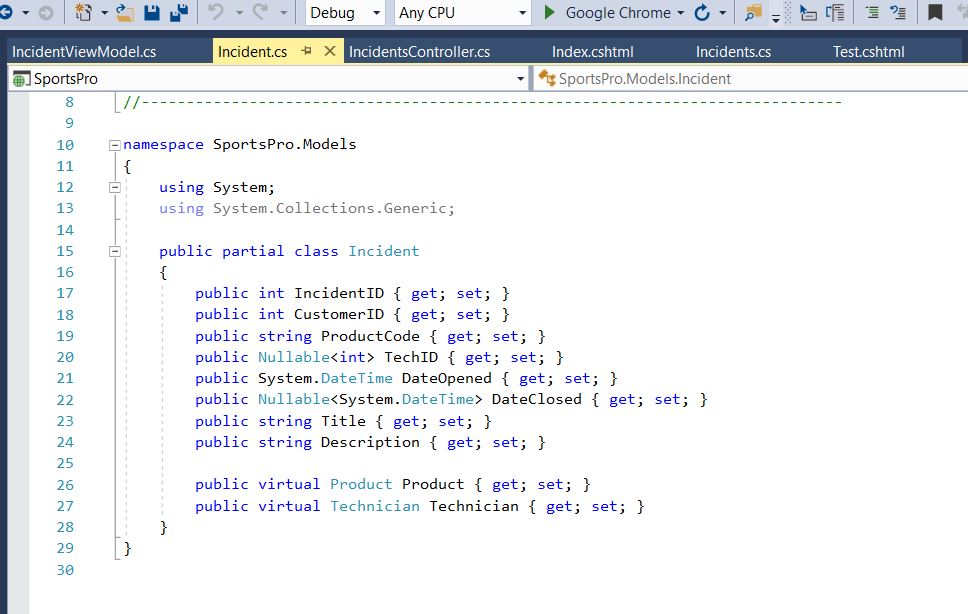 Debug Any CPU Google Chrome
IncidentViewModel.cs Incident.cs IncidentsController.cs Index.cshtml Incidents.cs Test.cshtml
SportsPro SportsPro.Models.Incident
8 //------------------------------------------------------------------------------
9
10 namespace SportsPro.Models
11 {
12 using System;
13 using System.Collections.Generic;
14
15 public partial class Incident
16 {
17 public int IncidentID { get; set; }
18 public int CustomerID { get; set; }
19 public string ProductCode { get; set; }
20 public Nullable<int> TechID { get; set; }
21 public System.DateTime DateOpened { get; set; }
22 public Nullable<System.DateTime> DateClosed { get; set; }
23 public string Title { get; set; }
24 public string Description { get; set; }
25
26 public virtual Product Product { get; set; }
27 public virtual Technician Technician { get; set; }
28 }
29 }
30